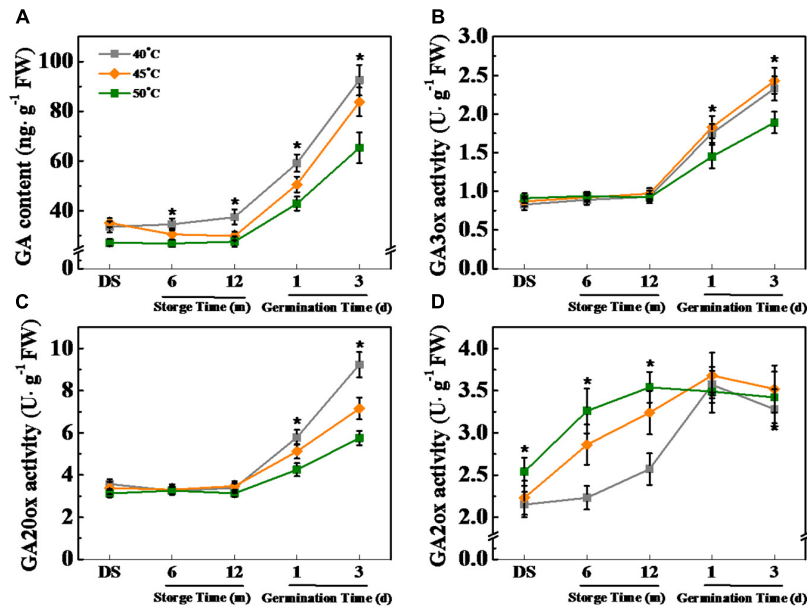 A
GA content (ng· g⁻¹ FW)
100
80
60
40
0
40°C
45°C
50°C
*
*
*
*
DS
6
12
1
3
Storge Time (m)
Germination Time (d)
B
GA3ox activity (U· g⁻¹ FW)
3.0
2.5
2.0
1.5
1.0
0.5
0.0
*
*
DS
6
12
1
3
Storge Time (m)
Germination Time (d)
C
GA20ox activity (U· g⁻¹ FW)
10
8
6
4
2
0
*
*
DS
6
12
1
3
Storge Time (m)
Germination Time (d)
D
GA2ox activity (U· g⁻¹ FW)
4.0
3.5
3.0
2.5
2.0
*
*
*
*
DS
6
12
1
3
Storge Time (m)
Germination Time (d)